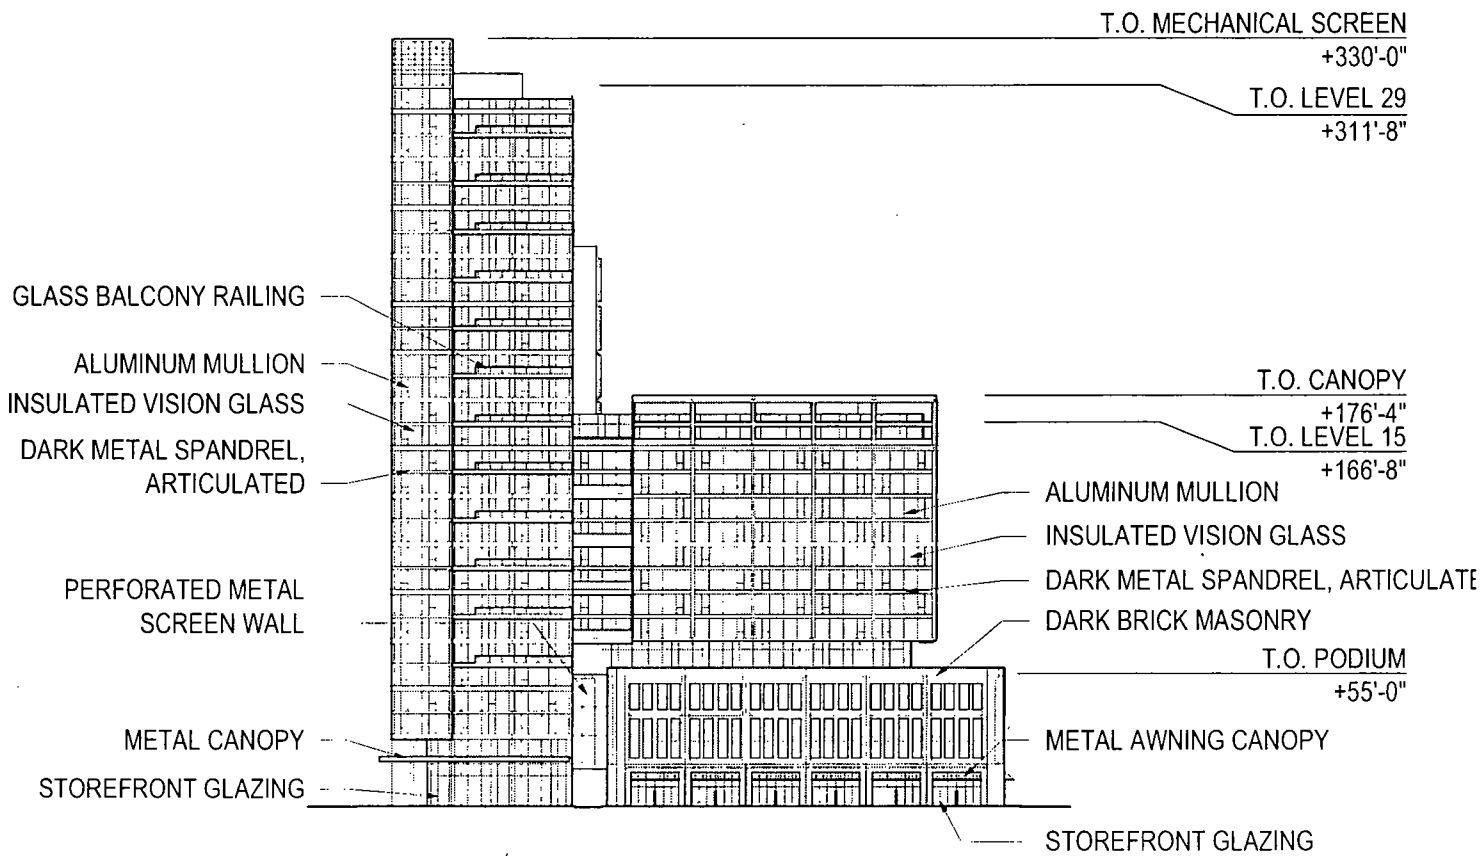 T.O. MECHANICAL SCREEN
+330'-0"
T.O. LEVEL 29
+311'-8"
GLASS BALCONY RAILING
ALUMINUM MULLION
INSULATED VISION GLASS
DARK METAL SPANDREL,
ARTICULATED
PERFORATED METAL
SCREEN WALL
METAL CANOPY
STOREFRONT GLAZING
T.O. CANOPY
+176'-4"
T.O. LEVEL 15
+166'-8"
ALUMINUM MULLION
INSULATED VISION GLASS
DARK METAL SPANDREL, ARTICULATE
DARK BRICK MASONRY
T.O. PODIUM
+55'-0"
METAL AWNING CANOPY
STOREFRONT GLAZING